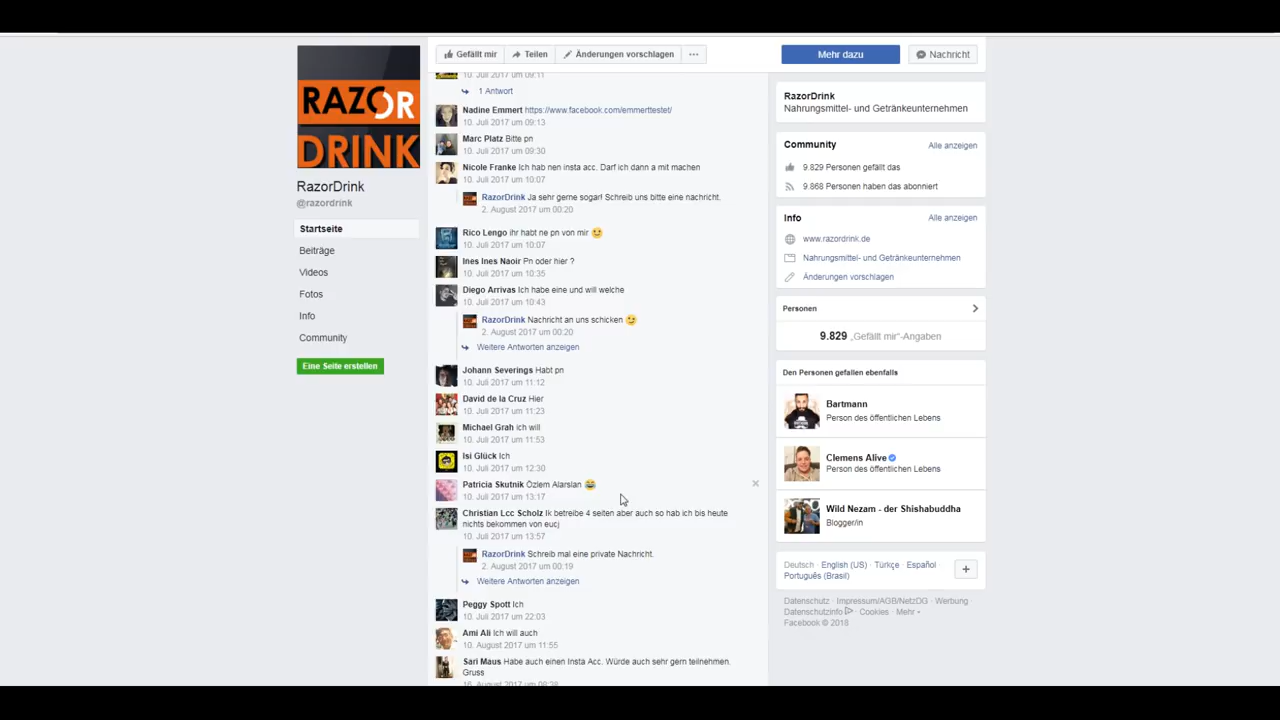 RAZOR
DRINK
RazorDrink
@razordrink
Startseite
Beiträge
Videos
Fotos
Info
Community
Eine Seite erstellen
Gefällt mir
Teilen
Änderungen vorschlagen
Mehr dazu
Nachricht
10. Juli 2017 um 09:11
1 Antwort
Nadine Emmert https://www.facebook.com/emmerttestet/
10. Juli 2017 um 09:13
Marc Platz Bitte pn
10. Juli 2017 um 09:30
Nicole Franke Ich hab nen insta acc. Darf ich dann a mit machen
10. Juli 2017 um 10:07
RazorDrink Ja sehr gerne sogar! Schreib uns bitte eine nachricht.
2. August 2017 um 00:20
Rico Lengo ihr habt ne pn von mir 😉
10. Juli 2017 um 10:07
Ines Ines Naoir Pn oder hier ?
10. Juli 2017 um 10:35
Diego Arrivas Ich habe eine und will welche
10. Juli 2017 um 10:43
RazorDrink Nachricht an uns schicken 😉
2. August 2017 um 00:20
Weitere Antworten anzeigen
Johann Severings Habt pn
10. Juli 2017 um 11:12
David de la Cruz Hier
10. Juli 2017 um 11:23
Michael Grah ich will
10. Juli 2017 um 11:53
Isi Glück Ich
10. Juli 2017 um 12:30
Patricia Skutnik Özlem Alarslan 😂
10. Juli 2017 um 13:17
Christian Lcc Scholz Ik betreibe 4 seiten aber auch so hab ich bis heute
nichts bekommen von eucj
10. Juli 2017 um 13:57
RazorDrink Schreib mal eine private Nachricht.
2. August 2017 um 00:19
Weitere Antworten anzeigen
Peggy Spott Ich
10. Juli 2017 um 22:03
Ami Ali Ich will auch
10. August 2017 um 11:55
Sari Maus Habe auch einen Insta Acc. Würde auch sehr gern teilnehmen.
Gruss
16. August 2017 um
RazorDrink
Nahrungsmittel- und Getränkeunternehmen
Community
Alle anzeigen
9.829 Personen gefällt das
9.868 Personen haben das abonniert
Info
Alle anzeigen
www.razordrink.de
Nahrungsmittel- und Getränkeunternehmen
Änderungen vorschlagen
Personen
9.829 „Gefällt mir"-Angaben
Den Personen gefallen ebenfalls
Bartmann
Person des öffentlichen Lebens
Clemens Alive
Person des öffentlichen Lebens
Wild Nezam - der Shishabuddha
Blogger/in
Deutsch · English (US) · Türkçe · Español ·
Português (Brasil)
Datenschutz · Impressum/AGB/NetzDG · Werbung ·
Datenschutzinfo · Cookies · Mehr
Facebook © 2018